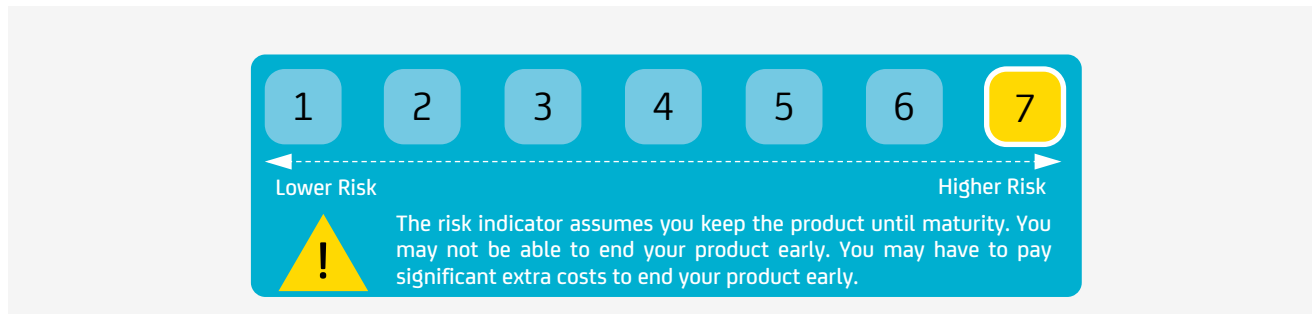 1 2 3 4 5 6 7
Lower Risk Higher Risk
! The risk indicator assumes you keep the product until maturity. You
may not be able to end your product early. You may have to pay
significant extra costs to end your product early.